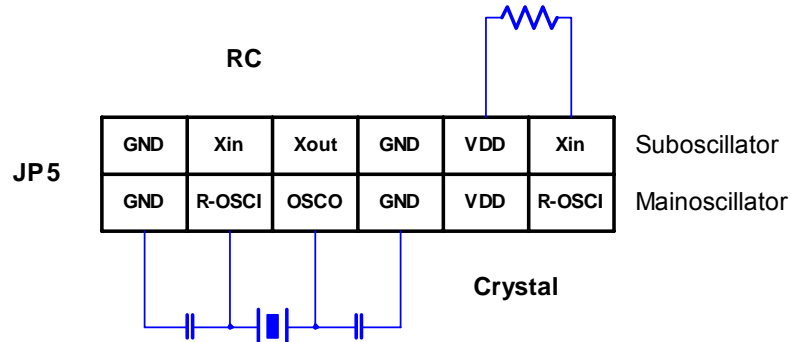 RC
JP5
GND Xin Xout GND VDD Xin Suboscillator
GND R-OSCI OSCO GND VDD R-OSCI Mainoscillator
Crystal